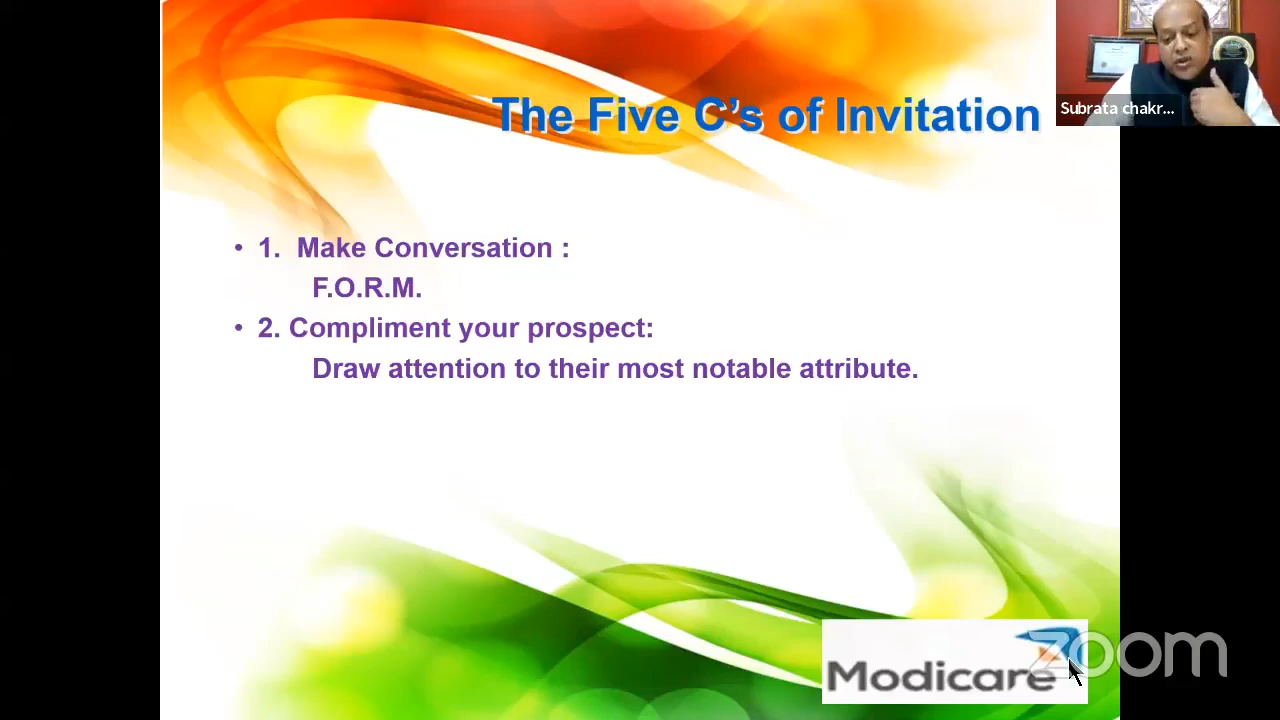 The Five C's of Invitation
Subrata chakr...
• 1. Make Conversation :
F.O.R.M.
• 2. Compliment your prospect:
Draw attention to their most notable attribute.
Modicare
zoom